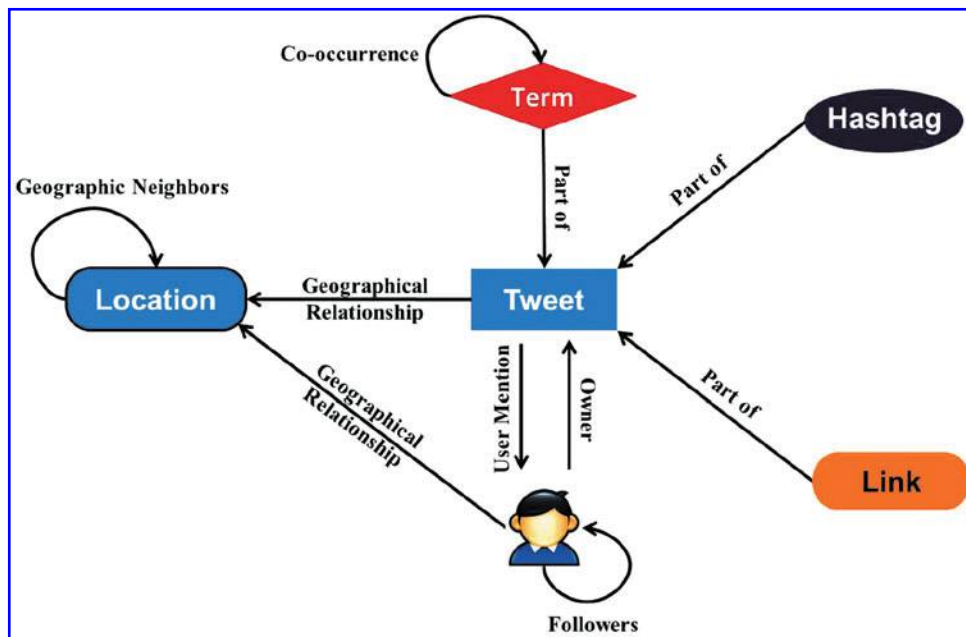 Co-occurrence
Term
Hashtag
Part of
Part of
Geographic Neighbors
Location
Geographical
Relationship
Tweet
Geographical
Relationship
User Mention
Owner
Part of
Link
Followers